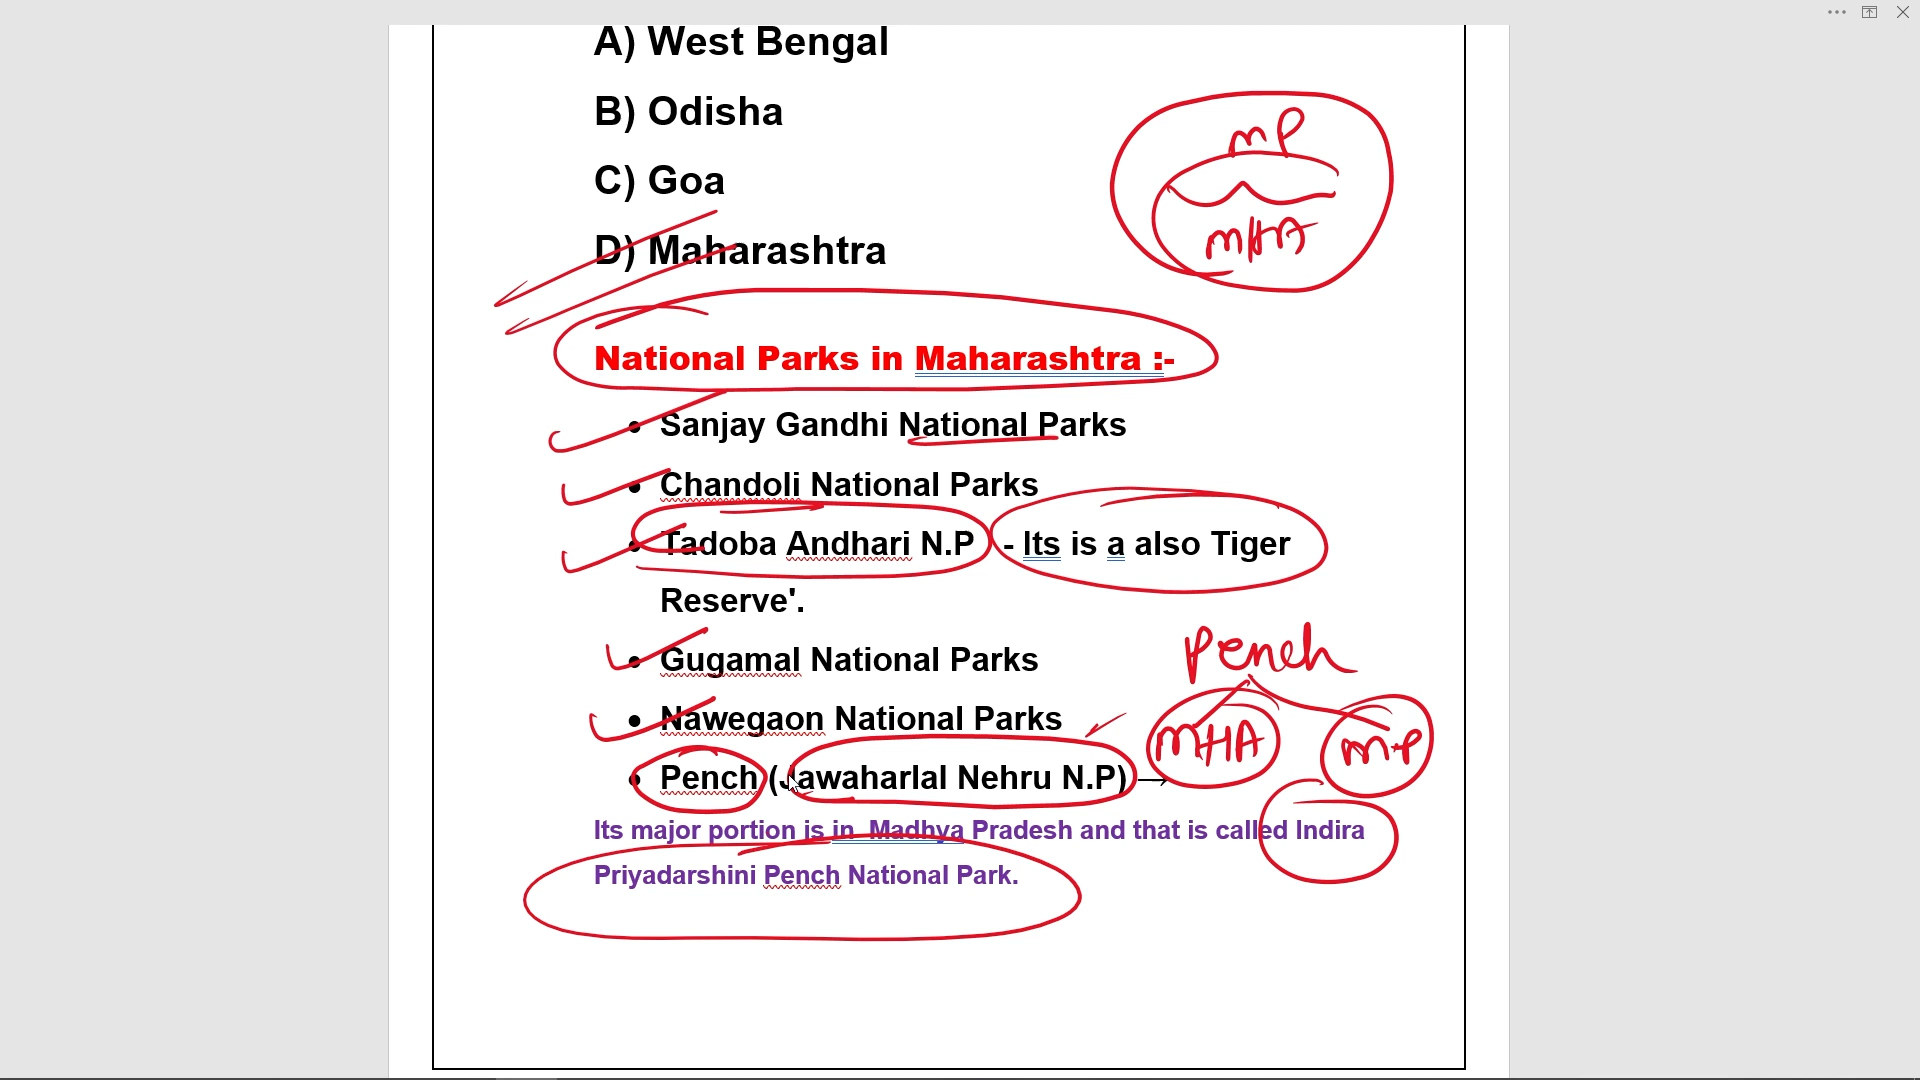 A) West Bengal
B) Odisha
mP
C) Goa
mHA
D) Maharashtra
National Parks in Maharashtra :-
• Sanjay Gandhi National Parks
• Chandoli National Parks
• Tadoba Andhari N.P - Its is a also Tiger
Reserve'.
• Gugamal National Parks
Pench
• Nawegaon National Parks
mHA M.P
• Pench (Jawaharlal Nehru N.P) →
Its major portion is in Madhya Pradesh and that is called Indira
Priyadarshini Pench National Park.